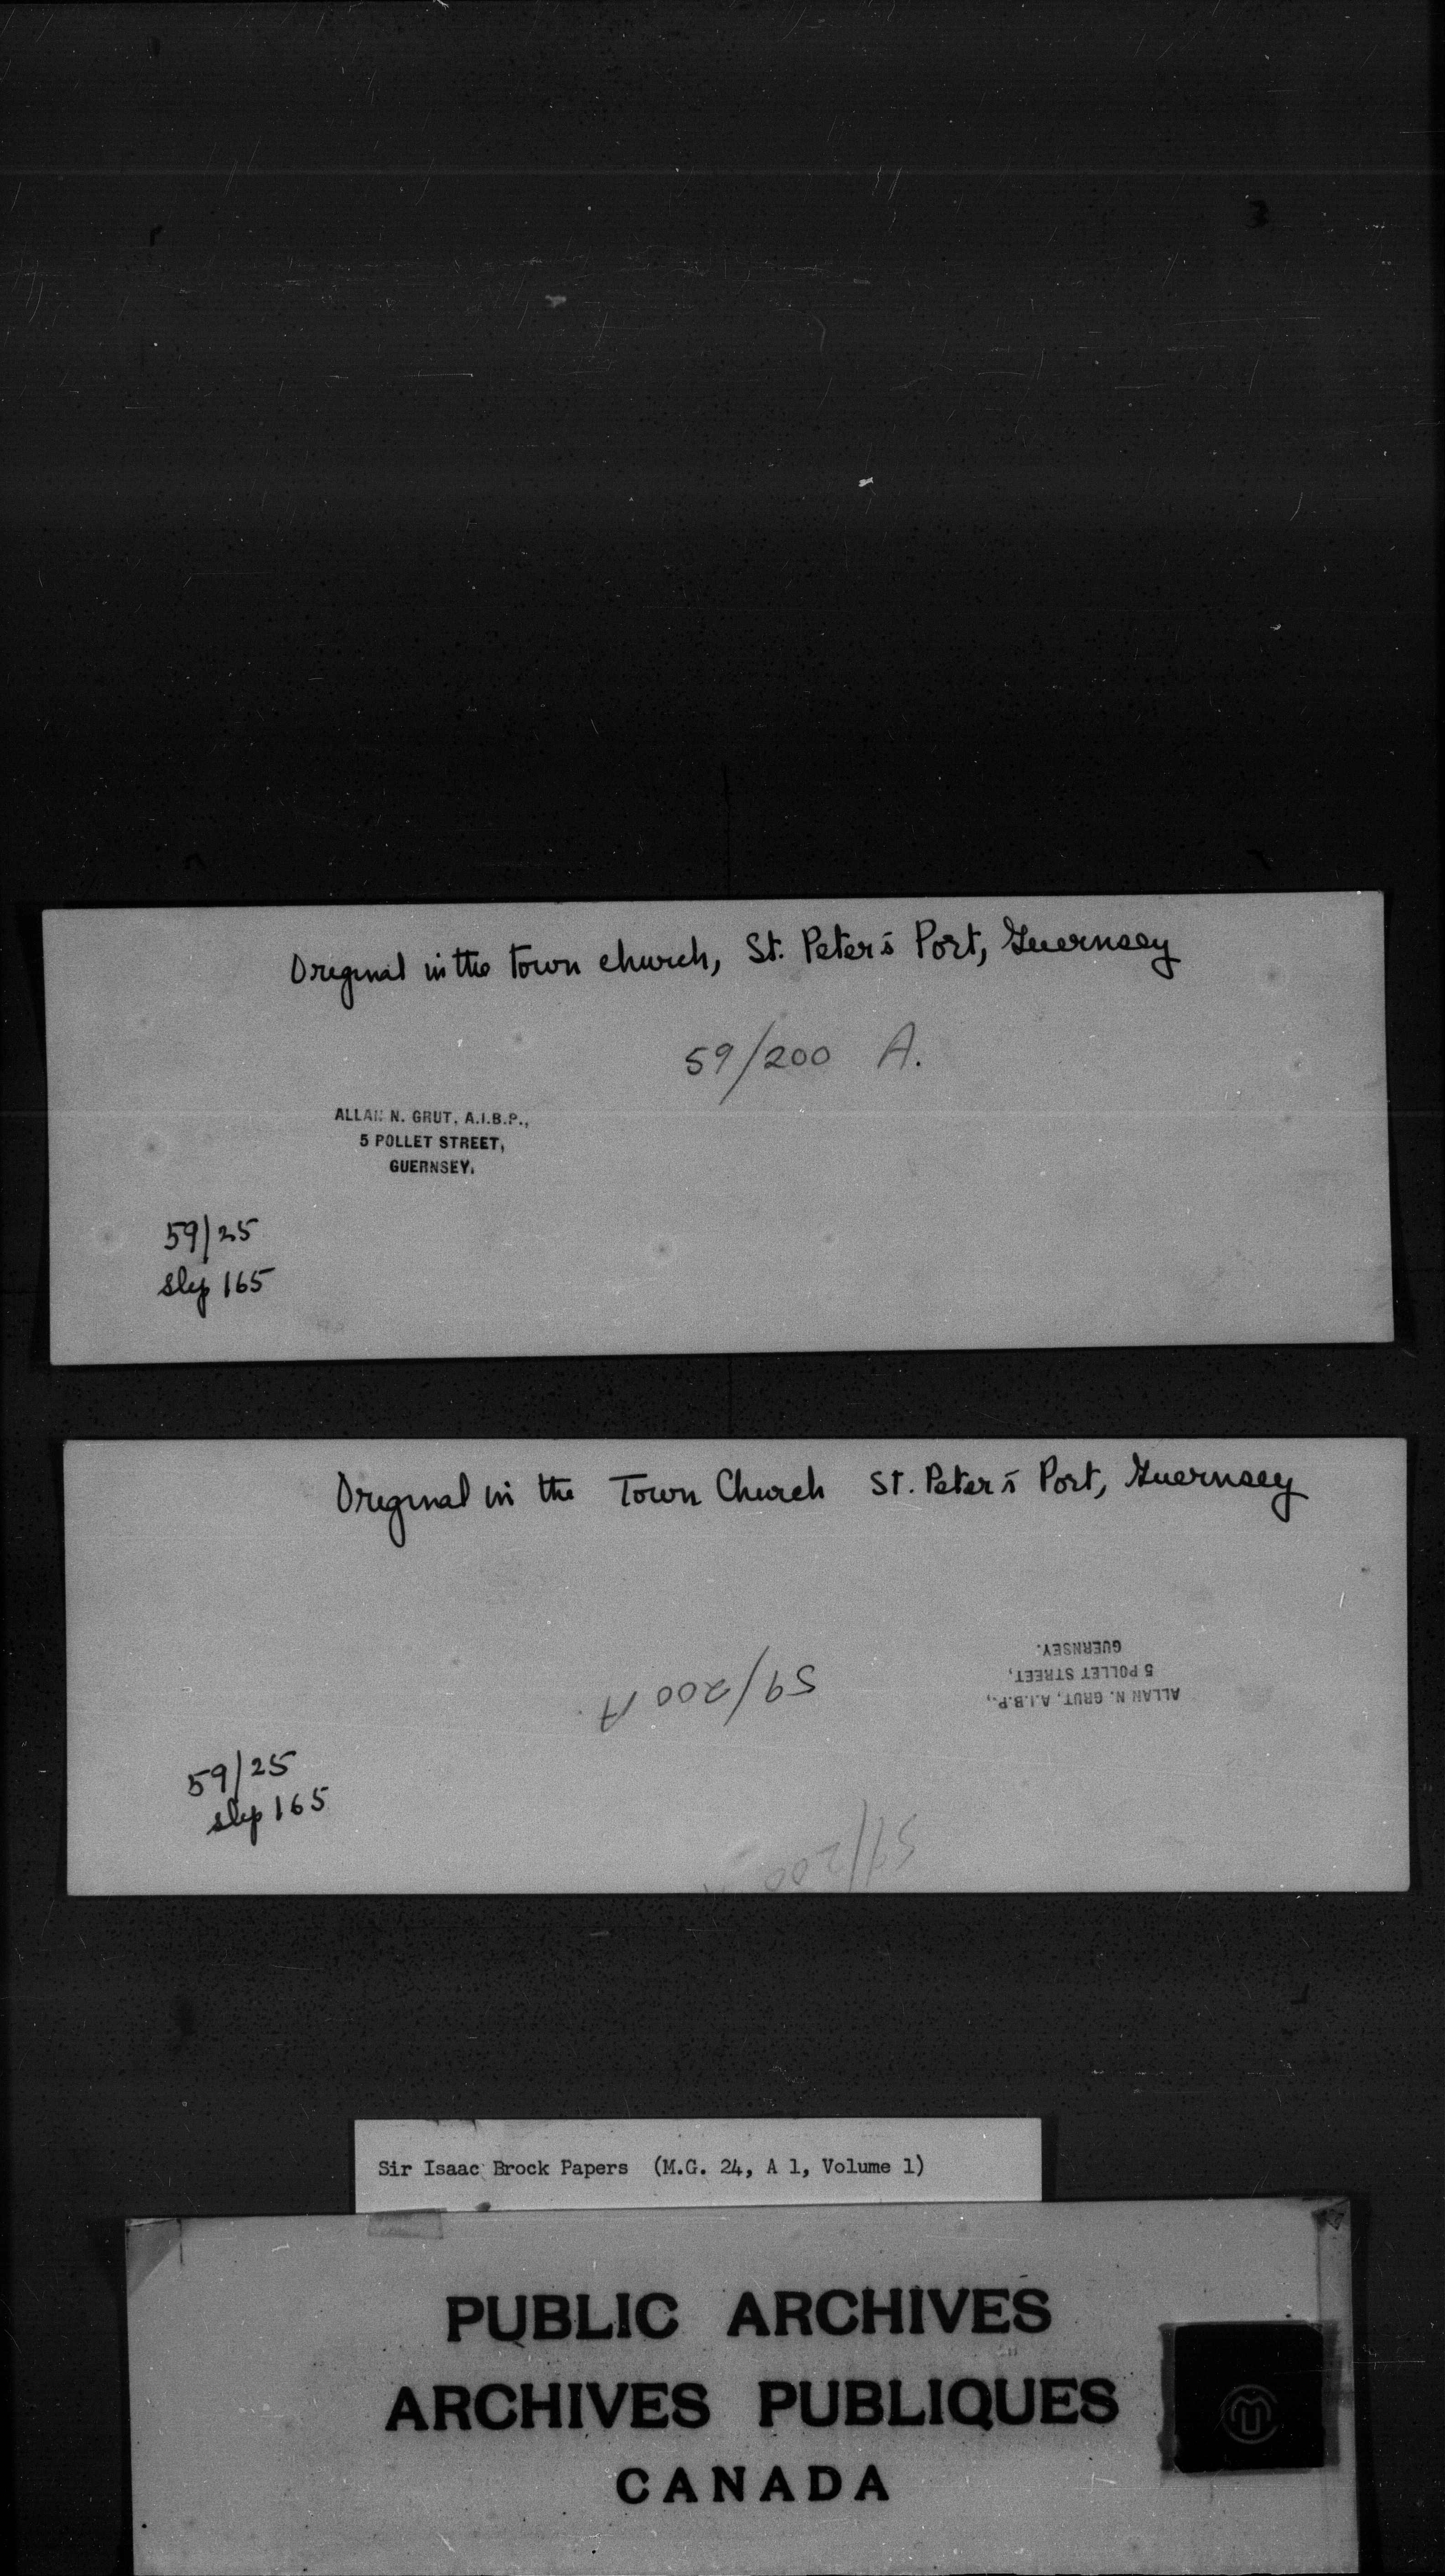 Original in the town church, St. Peter's Port, Guernsey
59/200 A.
ALLAN N. GRUT, A.I.B.P.,
5 POLLET STREET,
GUERNSEY.
59/25
slip 165
Original in the Town Church St. Peter's Port, Guernsey
ALLAN N. GRUT, A.I.B.P.,
5 POLLET STREET,
GUERNSEY.
59/200 A.
59/25
slip 165
59/200
Sir Isaac Brock Papers (M.G. 24, A 1, Volume 1)
PUBLIC ARCHIVES
ARCHIVES PUBLIQUES
CANADA